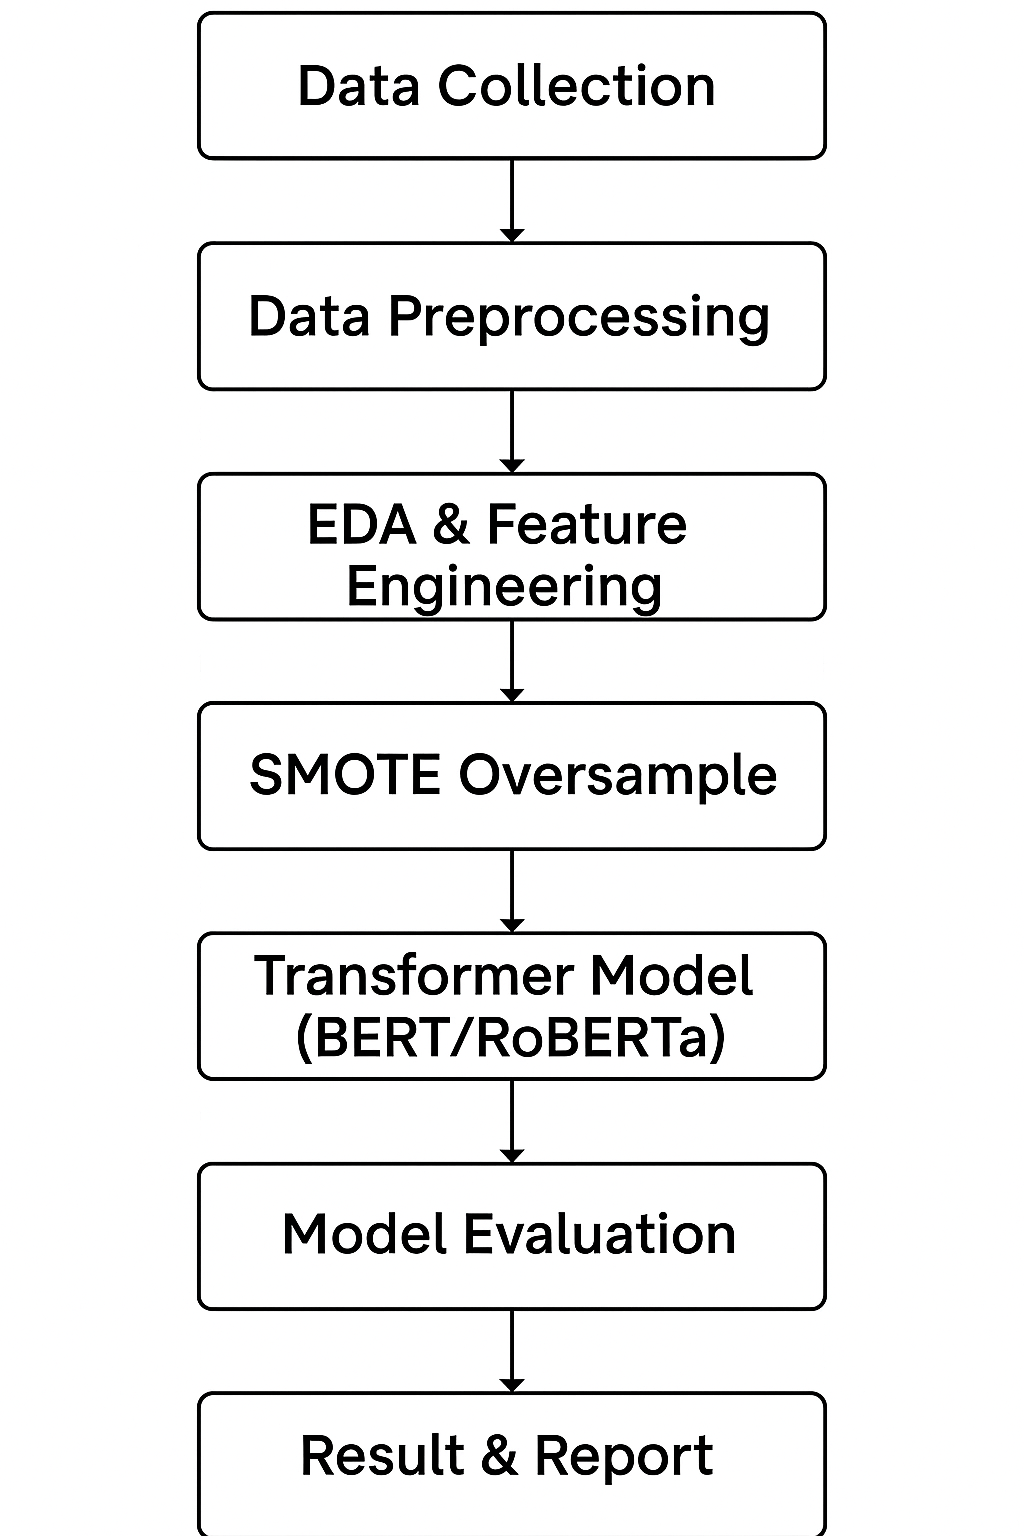 Data Collection
Data Preprocessing
EDA & Feature
Engineering
SMOTE Oversample
Transformer Model
(BERT/RoBERTa)
Model Evaluation
Result & Report